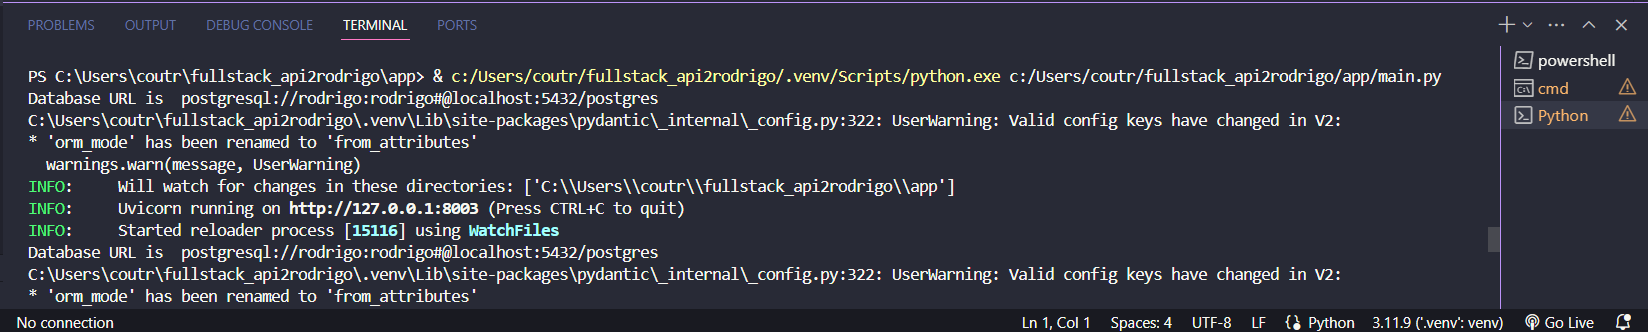 PROBLEMS OUTPUT DEBUG CONSOLE TERMINAL PORTS
PS C:\Users\coutr\fullstack_api2rodrigo\app> & c:/Users/coutr/fullstack_api2rodrigo/.venv/Scripts/python.exe c:/Users/coutr/fullstack_api2rodrigo/app/main.py
Database URL is  postgresql://rodrigo:rodrigo#@localhost:5432/postgres
C:\Users\coutr\fullstack_api2rodrigo\.venv\Lib\site-packages\pydantic\_internal\_config.py:322: UserWarning: Valid config keys have changed in V2:
* 'orm_mode' has been renamed to 'from_attributes'
  warnings.warn(message, UserWarning)
INFO:     Will watch for changes in these directories: ['C:\\Users\\coutr\\fullstack_api2rodrigo\\app']
INFO:     Uvicorn running on http://127.0.0.1:8003 (Press CTRL+C to quit)
INFO:     Started reloader process [15116] using WatchFiles
Database URL is  postgresql://rodrigo:rodrigo#@localhost:5432/postgres
C:\Users\coutr\fullstack_api2rodrigo\.venv\Lib\site-packages\pydantic\_internal\_config.py:322: UserWarning: Valid config keys have changed in V2:
* 'orm_mode' has been renamed to 'from_attributes'
powershell
cmd
Python
No connection Ln 1, Col 1 Spaces: 4 UTF-8 LF Python 3.11.9 ('.venv': venv) Go Live